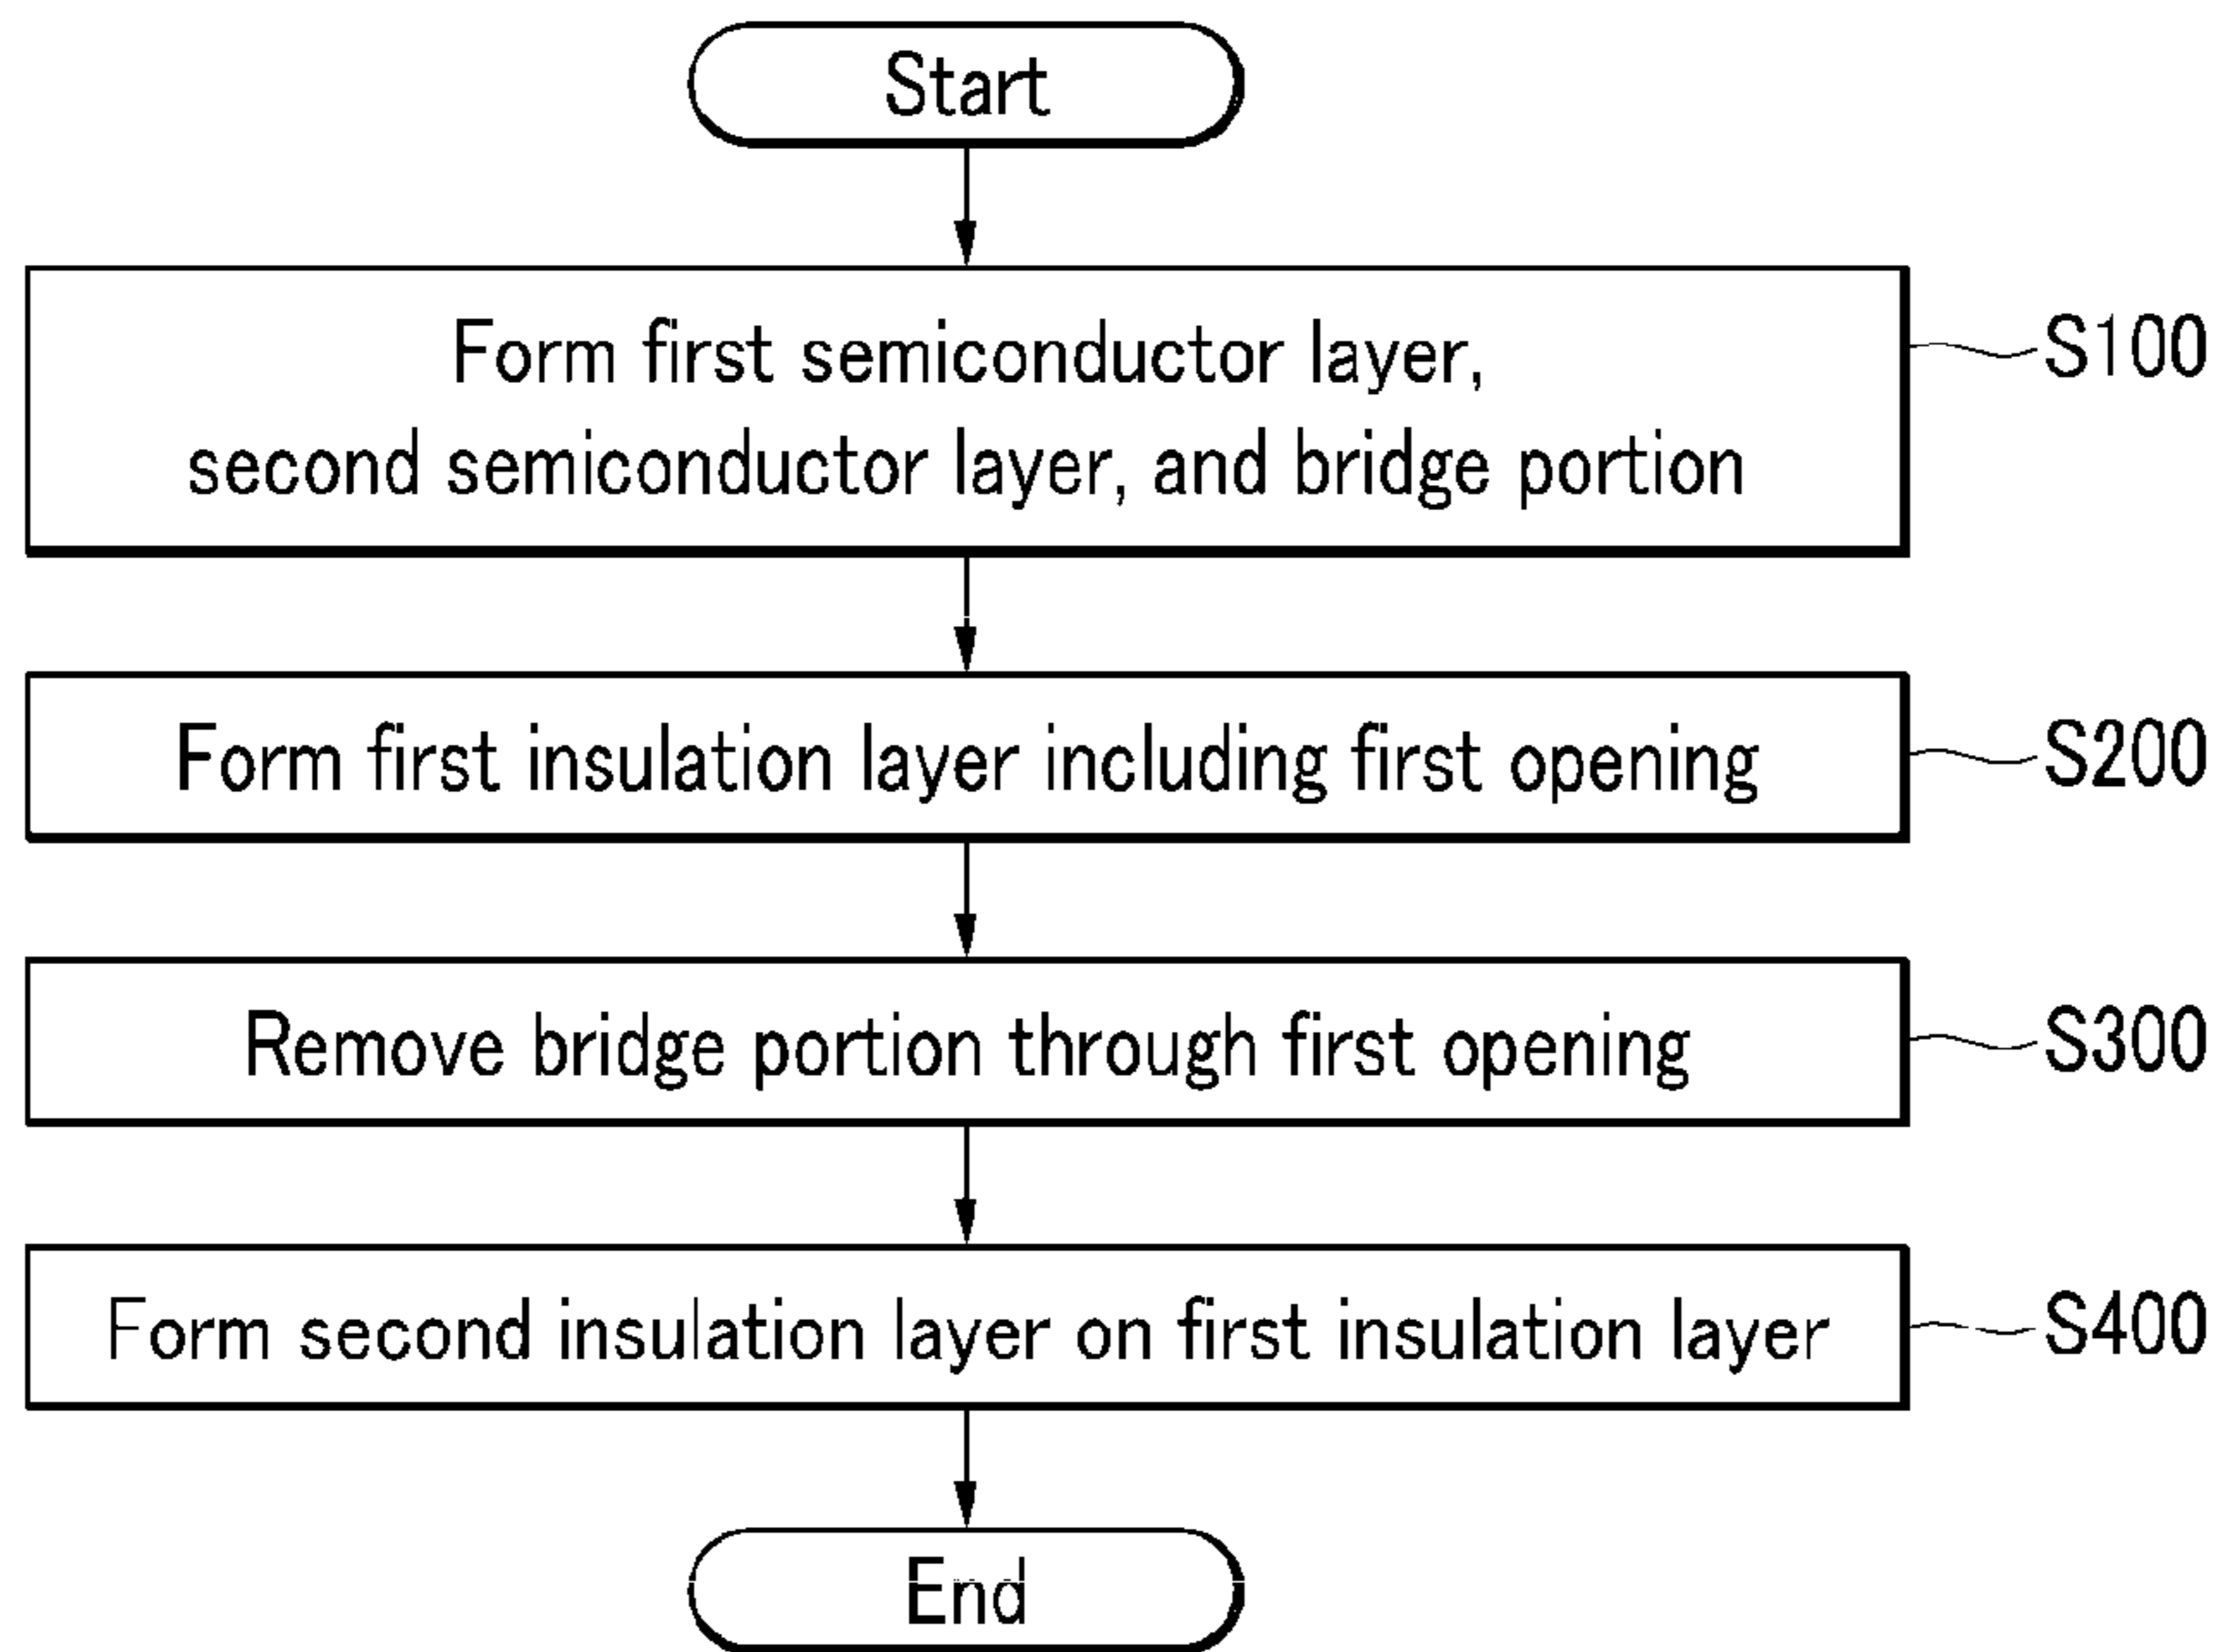 Start
Form first semiconductor layer,
second semiconductor layer, and bridge portion
S100
Form first insulation layer including first opening
S200
Remove bridge portion through first opening
S300
Form second insulation layer on first insulation layer
S400
End